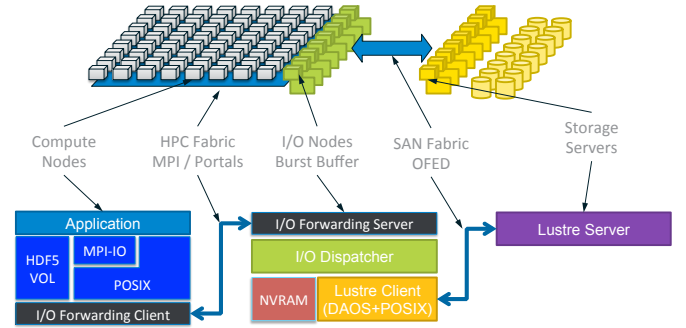 Compute
Nodes
HPC Fabric
MPI / Portals
I/O Nodes
Burst Buffer
SAN Fabric
OFED
Storage
Servers
Application
HDF5
VOL
MPI-IO
POSIX
I/O Forwarding Client
I/O Forwarding Server
I/O Dispatcher
NVRAM
Lustre Client
(DAOS+POSIX)
Lustre Server